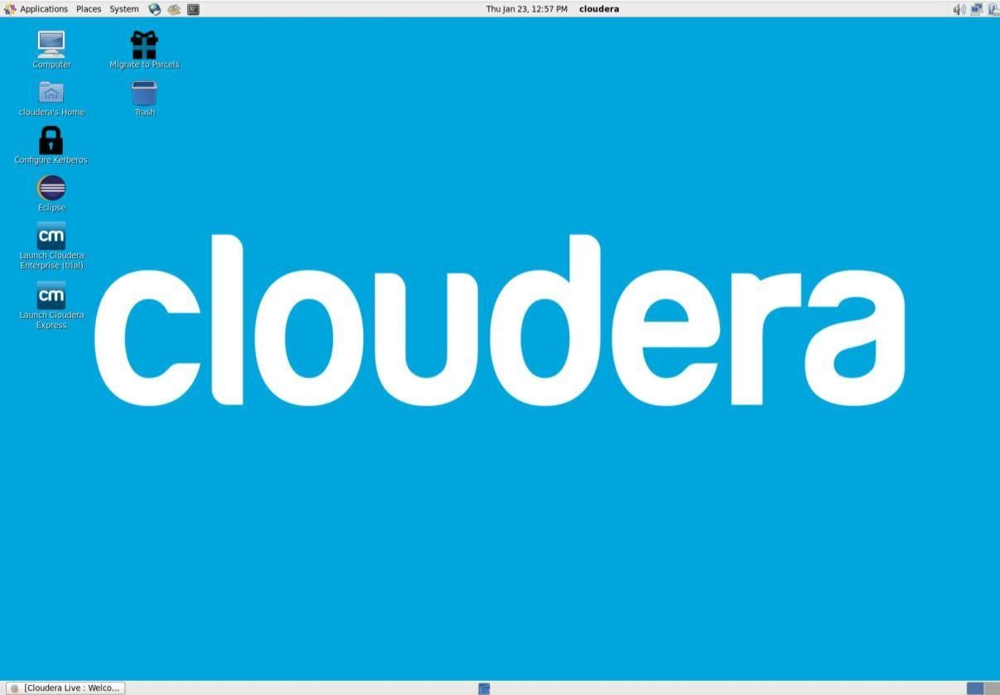 Applications Places System Thu Jan 23, 12:57 PM cloudera
Computer
Migrate to Parcels
cloudera's Home
Trash
Configure Kerberos
Eclipse
cm
Launch Cloudera
Enterprise (trial)
cm
Launch Cloudera
Express
cloudera
[Cloudera Live : Welco...